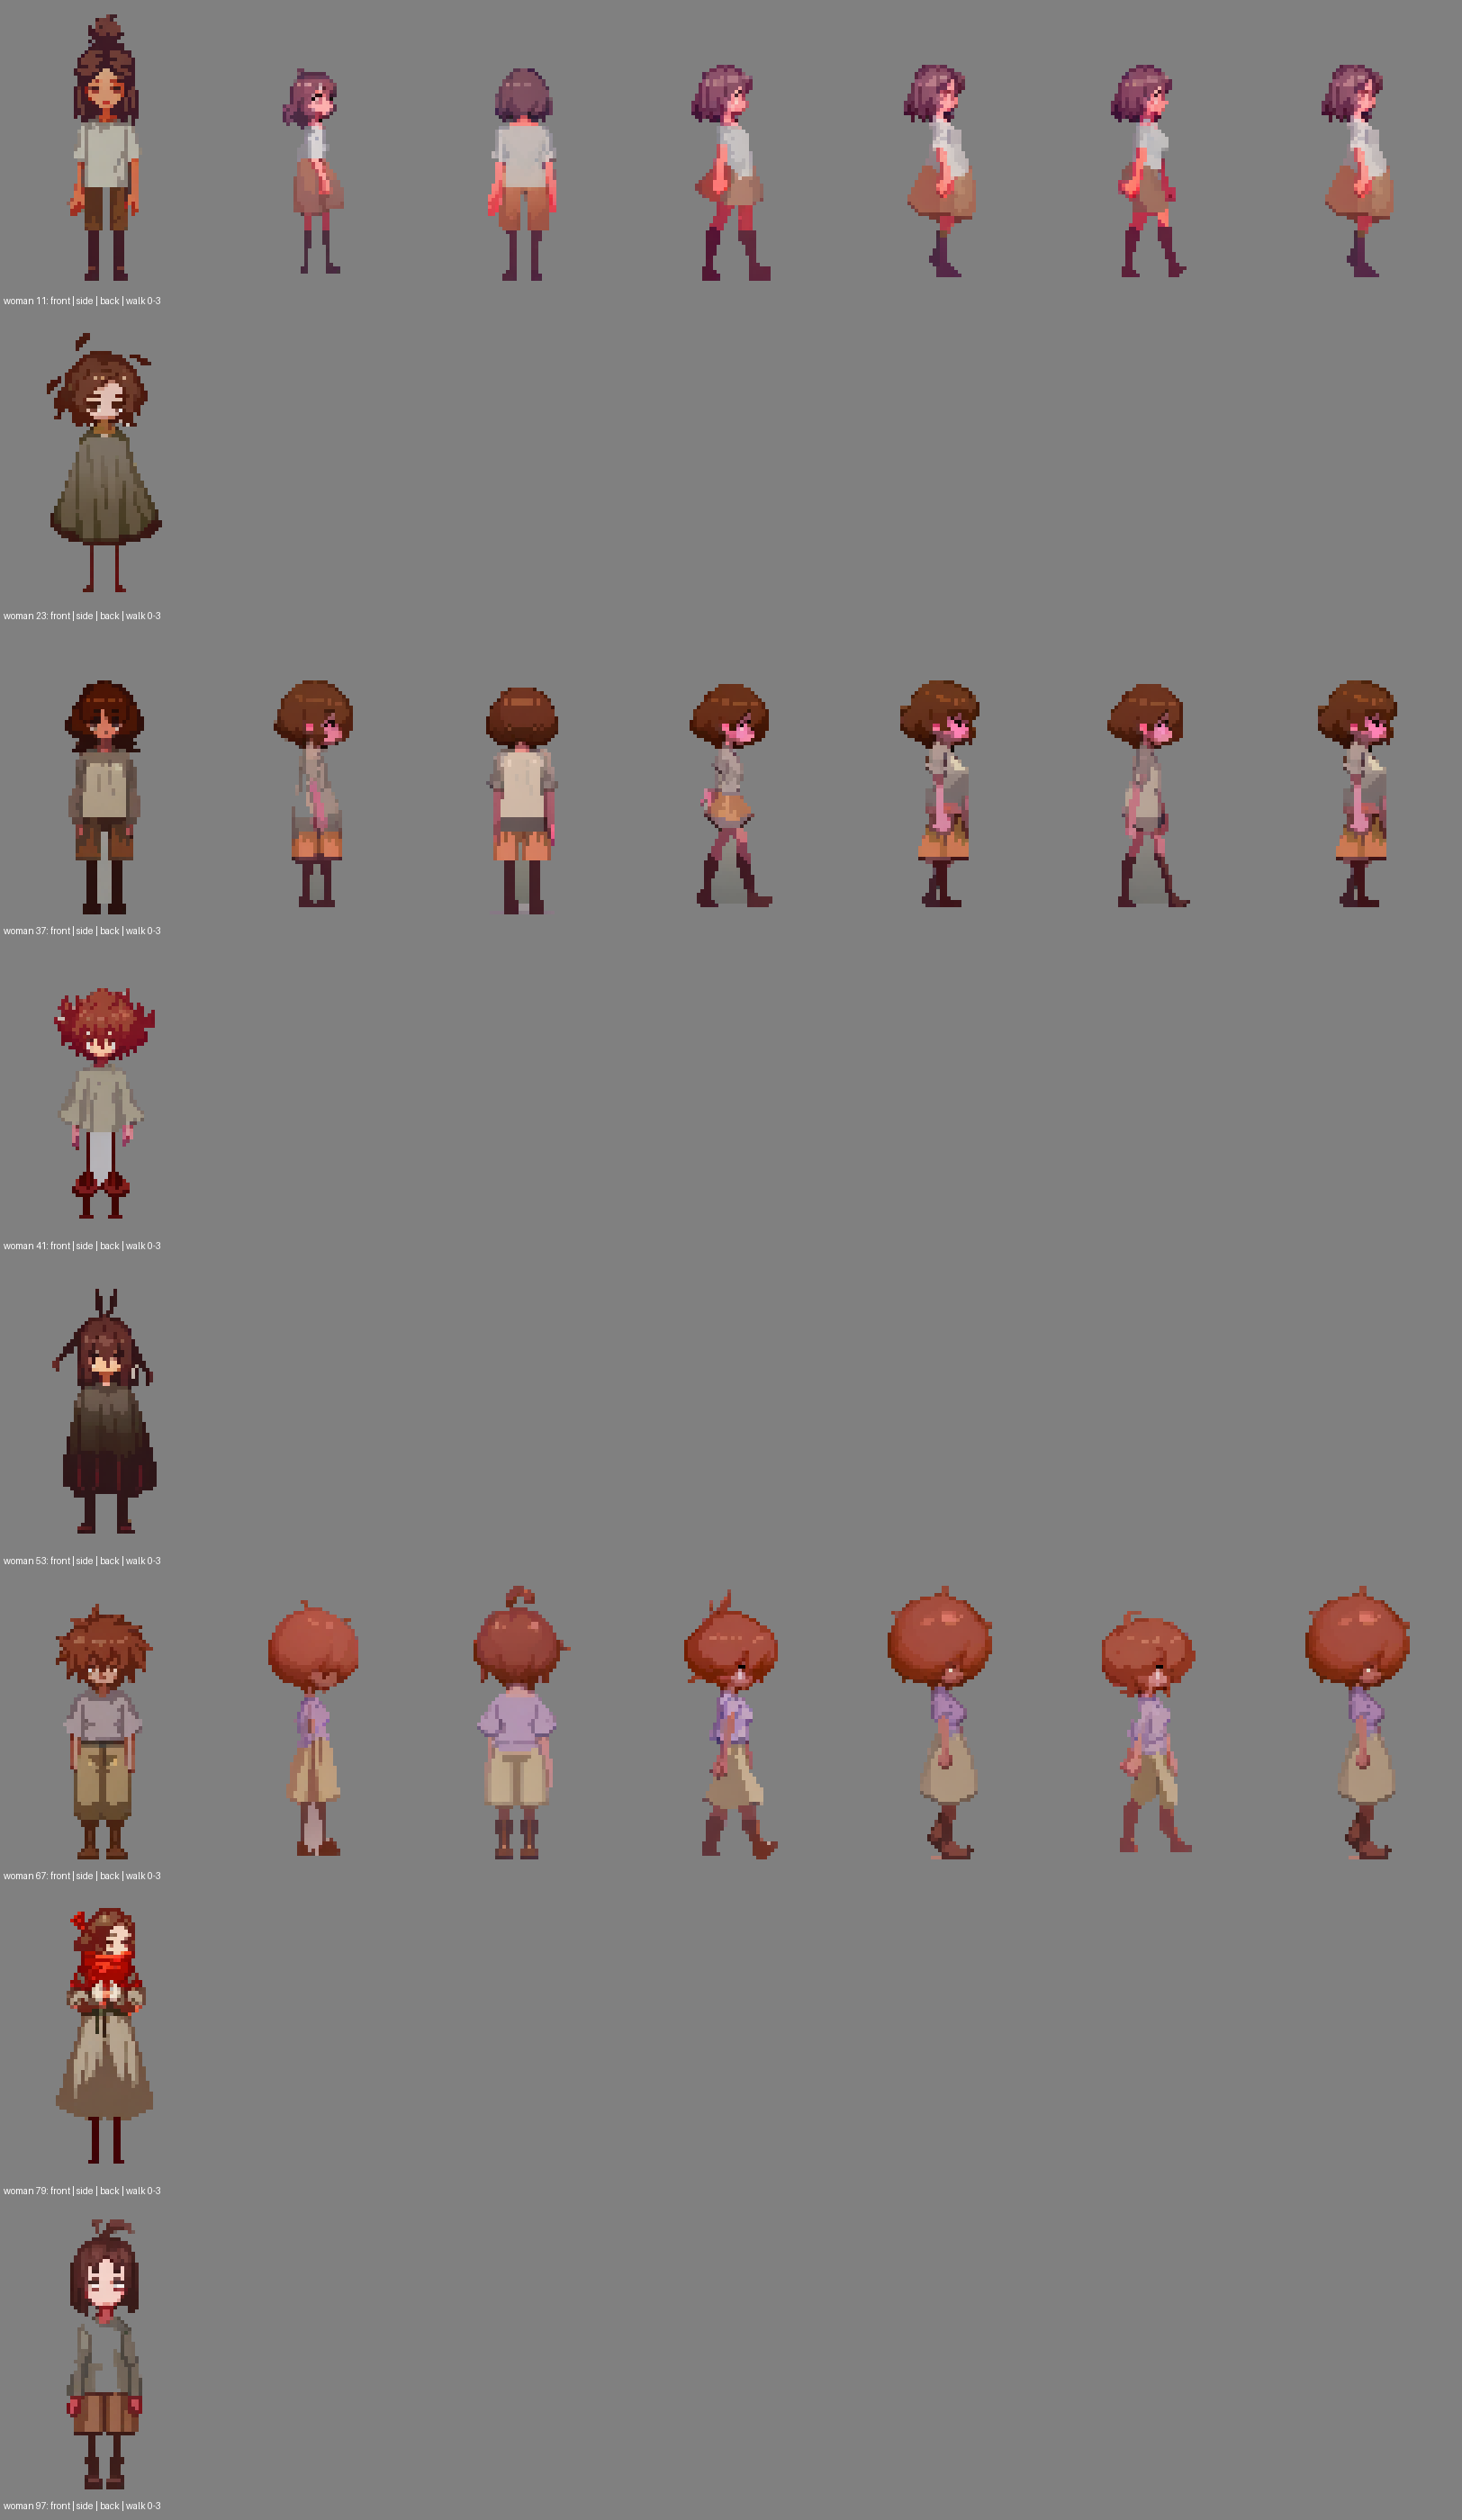 woman 11: front | side | back | walk 0-3
woman 23: front | side | back | walk 0-3
woman 37: front | side | back | walk 0-3
woman 41: front | side | back | walk 0-3
woman 53: front | side | back | walk 0-3
woman 67: front | side | back | walk 0-3
woman 79: front | side | back | walk 0-3
woman 97: front | side | back | walk 0-3